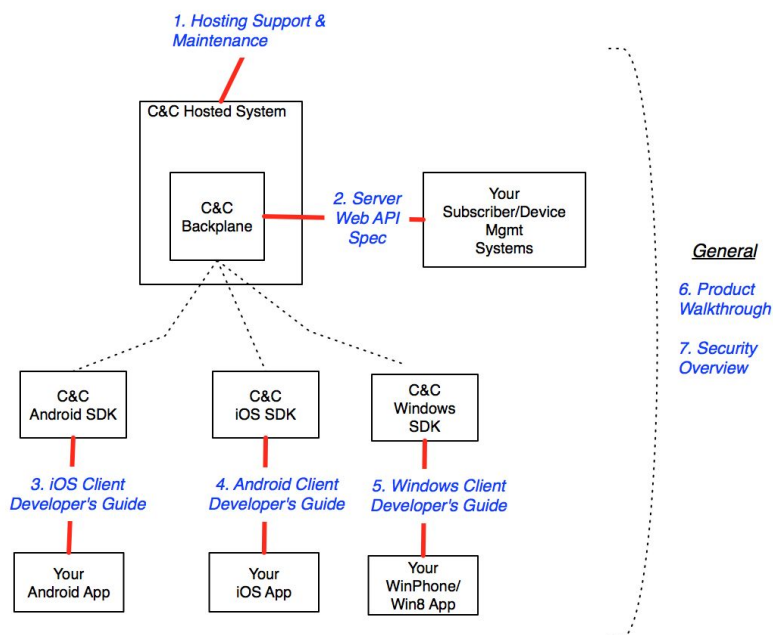 1. Hosting Support &
Maintenance
C&C Hosted System
C&C
Backplane
2. Server
Web API
Spec
Your
Subscriber/Device
Mgmt
Systems
General
6. Product
Walkthrough
7. Security
Overview
C&C
Android SDK
C&C
iOS SDK
C&C
Windows
SDK
3. iOS Client
Developer's Guide
4. Android Client
Developer's Guide
5. Windows Client
Developer's Guide
Your
Android App
Your
iOS App
Your
WinPhone/
Win8 App